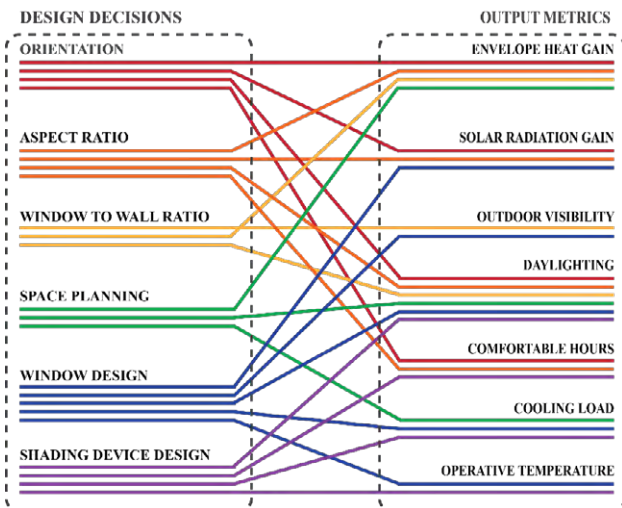 DESIGN DECISIONS
ORIENTATION
ASPECT RATIO
WINDOW TO WALL RATIO
SPACE PLANNING
WINDOW DESIGN
SHADING DEVICE DESIGN
OUTPUT METRICS
ENVELOPE HEAT GAIN
SOLAR RADIATION GAIN
OUTDOOR VISIBILITY
DAYLIGHTING
COMFORTABLE HOURS
COOLING LOAD
OPERATIVE TEMPERATURE